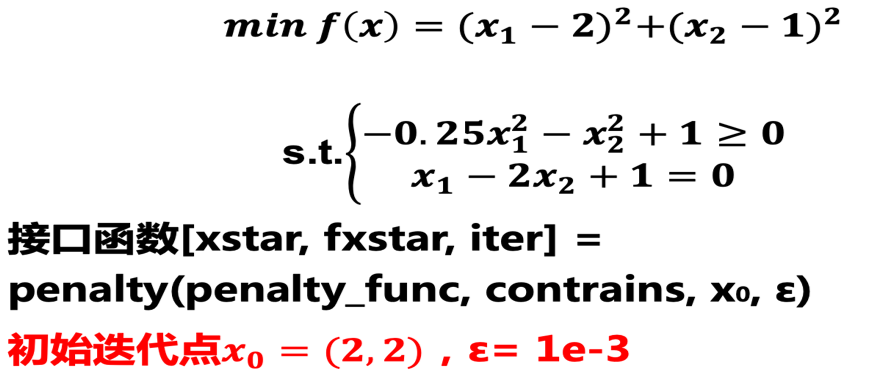 min f(x) = (x₁ − 2)²+(x₂ − 1)²
s.t.{−0.25x₁² − x₂² + 1 ≥ 0
x₁ − 2x₂ + 1 = 0
接口函数[xstar, fxstar, iter] =
penalty(penalty_func, contrains, x₀, ε)
初始迭代点x₀ = (2, 2) , ε= 1e-3